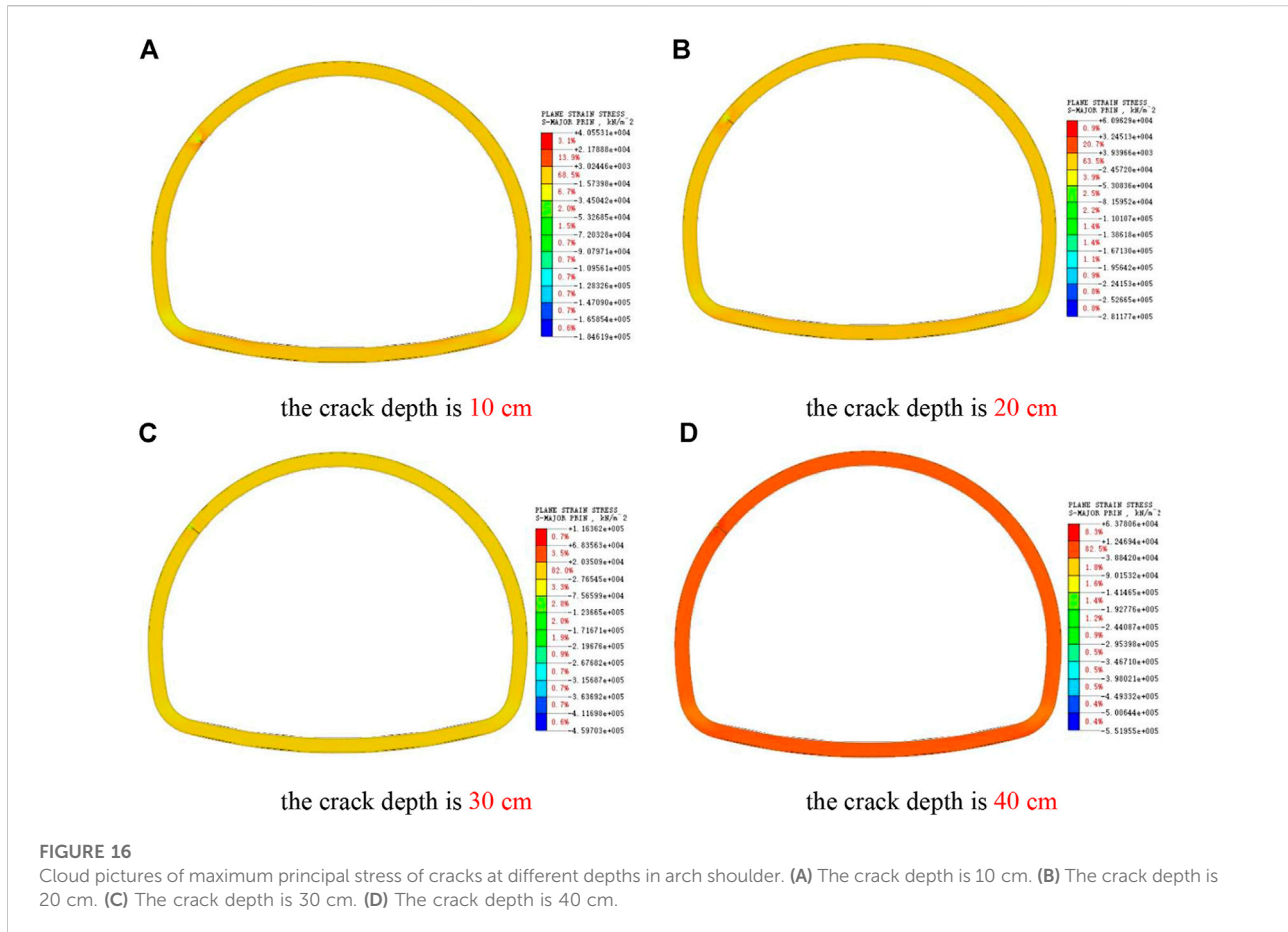 A
PLANE STRAIN STRESS
S-MAJOR PRIN , kN/m^2
+4.05531e+004
3.1%
+2.17888e+004
13.9%
+3.02446e+003
68.5%
-1.57398e+004
6.7%
-3.45042e+004
2.0%
-5.32685e+004
1.5%
-7.20328e+004
0.7%
-9.07971e+004
0.7%
-1.09561e+005
0.7%
-1.28326e+005
0.7%
-1.47090e+005
0.7%
-1.65854e+005
0.6%
-1.84619e+005
the crack depth is 10 cm
B
PLANE STRAIN STRESS
S-MAJOR PRIN , kN/m^2
+6.09629e+004
0.9%
+3.24513e+004
20.7%
+3.93966e+003
63.5%
-2.45720e+004
3.9%
-5.30836e+004
2.5%
-8.15952e+004
2.2%
-1.10107e+005
1.4%
-1.38618e+005
1.4%
-1.67130e+005
1.1%
-1.95642e+005
0.9%
-2.24153e+005
0.8%
-2.52665e+005
0.8%
-2.81177e+005
the crack depth is 20 cm
C
PLANE STRAIN STRESS
S-MAJOR PRIN , kN/m^2
+1.16362e+005
0.7%
+6.83563e+004
3.5%
+2.03509e+004
82.0%
-2.76545e+004
3.3%
-7.56599e+004
2.8%
-1.23665e+005
2.0%
-1.71671e+005
1.9%
-2.19676e+005
0.9%
-2.67682e+005
0.7%
-3.15687e+005
0.7%
-3.63692e+005
0.7%
-4.11698e+005
0.6%
-4.59703e+005
the crack depth is 30 cm
D
PLANE STRAIN STRESS
S-MAJOR PRIN , kN/m^2
+6.37806e+004
8.3%
+1.24694e+004
82.5%
-3.88420e+004
1.8%
-9.01532e+004
1.6%
-1.41465e+005
1.4%
-1.92776e+005
1.2%
-2.44087e+005
0.9%
-2.95398e+005
0.5%
-3.46710e+005
0.5%
-3.98021e+005
0.5%
-4.49332e+005
0.4%
-5.00644e+005
0.4%
-5.51955e+005
the crack depth is 40 cm
FIGURE 16
Cloud pictures of maximum principal stress of cracks at different depths in arch shoulder. (A) The crack depth is 10 cm. (B) The crack depth is
20 cm. (C) The crack depth is 30 cm. (D) The crack depth is 40 cm.